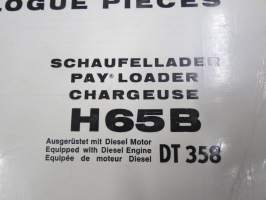 LOGUE PIECES
SCHAUFELLADER
PAY® LOADER
CHARGEUSE
H65B
Ausgerüstet mit Diesel Motor
Equipped with Diesel Engine
Equipée de moteur Diesel DT 358